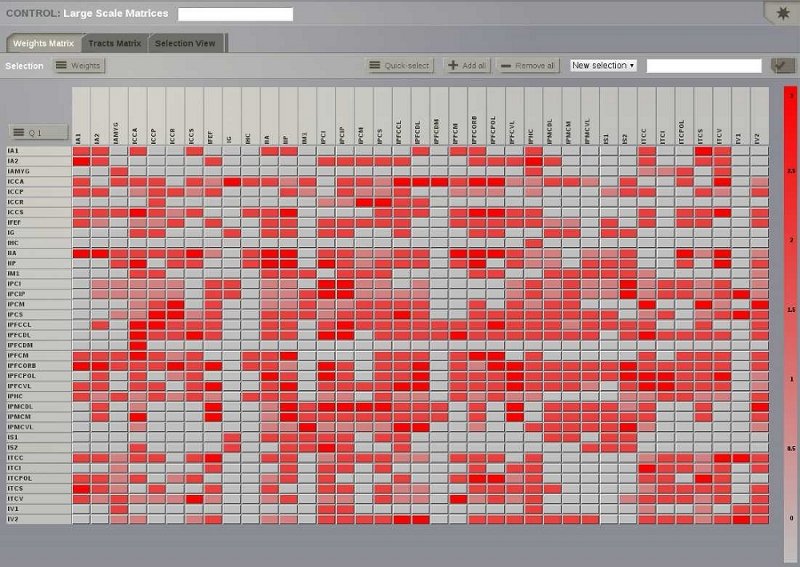 CONTROL: Large Scale Matrices
Weights Matrix
Tracts Matrix
Selection View
Selection
Weights
Quick-select
Add all
Remove all
New selection
Q 1
IA1
IA2
IAMYG
ICCA
ICCP
ICCR
ICCS
IFEF
IG
IHC
IIA
IIP
IM1
IPCI
IPCIP
IPCM
IPCS
IPFCCL
IPFCDL
IPFCDM
IPFCM
IPFCORB
IPFCPOL
IPFCVL
IPHC
IPMCDL
IPMCM
IPMCVL
IS1
IS2
ITCC
ITCI
ITCPOL
ITCS
ITCV
IV1
IV2
IA1
IA2
IAMYG
ICCA
ICCP
ICCR
ICCS
IFEF
IG
IHC
IIA
IIP
IM1
IPCI
IPCIP
IPCM
IPCS
IPFCCL
IPFCDL
IPFCDM
IPFCM
IPFCORB
IPFCPOL
IPFCVL
IPHC
IPMCDL
IPMCM
IPMCVL
IS1
IS2
ITCC
ITCI
ITCPOL
ITCS
ITCV
IV1
IV2
3
2.5
2
1.5
1
0.5
0